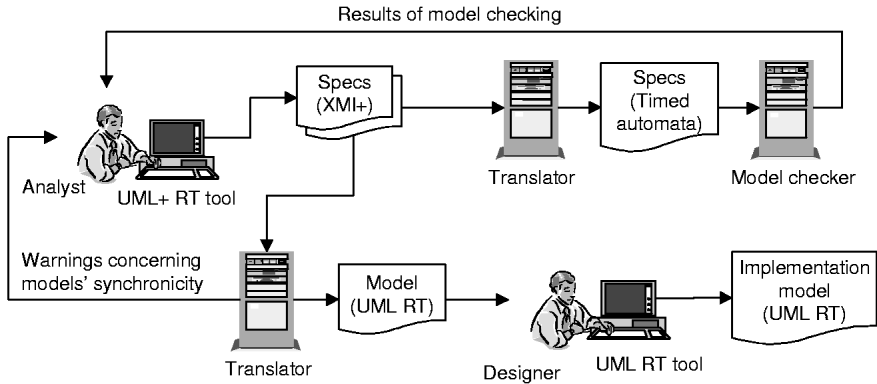 Results of model checking
Specs
(XMI+)
Specs
(Timed
automata)
Analyst
UML+ RT tool
Translator
Model checker
Warnings concerning
models' synchronicity
Translator
Model
(UML RT)
Designer
UML RT tool
Implementation
model
(UML RT)